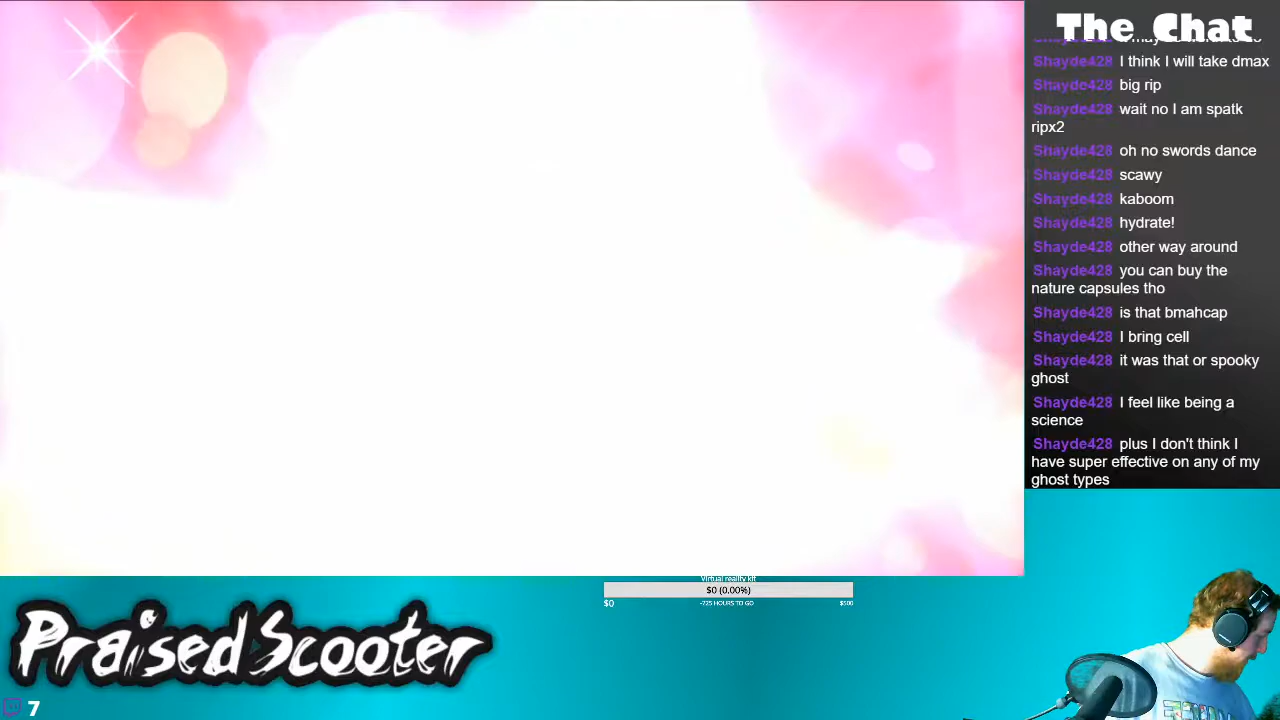 The Chat
Shayde428 I think I will take dmax
Shayde428 big rip
Shayde428 wait no I am spatk
ripx2
Shayde428 oh no swords dance
Shayde428 scawy
Shayde428 kaboom
Shayde428 hydrate!
Shayde428 other way around
Shayde428 you can buy the
nature capsules tho
Shayde428 is that bmahcap
Shayde428 I bring cell
Shayde428 it was that or spooky
ghost
Shayde428 I feel like being a
science
Shayde428 plus I don't think I
have super effective on any of my
ghost types
Virtual reality kit
$0 (0.00%)
$0 -725 HOURS TO GO $500
PraisedScooter
7